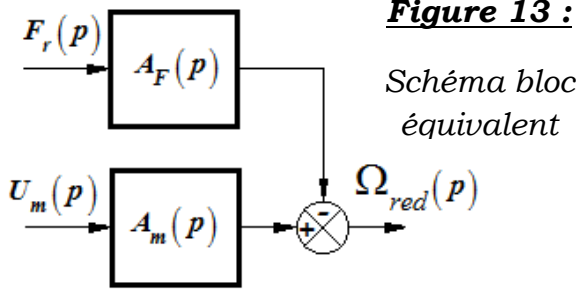 Figure 13 :
Schéma bloc
équivalent
F_r(p)
A_F(p)
U_m(p)
A_m(p)
-
+
Ω_red(p)